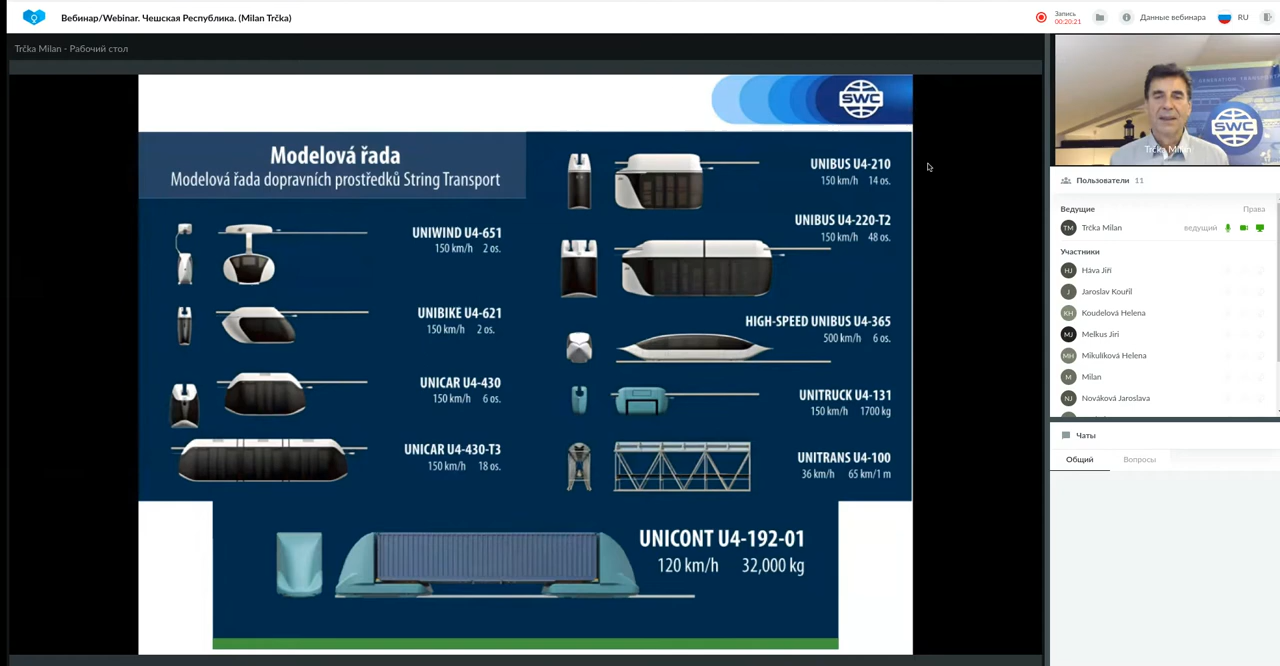 Вебинар/Webinar. Чешская Республика. (Milan Trčka)
Запись
00:20:21
Данные вебинара
RU
Trčka Milan - Рабочий стол
SWC
Modelová řada
Modelová řada dopravních prostředků String Transport
UNIWIND U4-651
150 km/h 2 os.
UNIBIKE U4-621
150 km/h 2 os.
UNICAR U4-430
150 km/h 6 os.
UNICAR U4-430-T3
150 km/h 18 os.
UNIBUS U4-210
150 km/h 14 os.
UNIBUS U4-220-T2
150 km/h 48 os.
HIGH-SPEED UNIBUS U4-365
500 km/h 6 os.
UNITRUCK U4-131
150 km/h 1700 kg
UNITRANS U4-100
36 km/h 65 km/1 m
UNICONT U4-192-01
120 km/h 32,000 kg
SWC
Trčka Milan
Пользователи 11
Ведущие Права
TM Trčka Milan ведущий
Участники
HJ Háva Jiří
J Jaroslav Kouřil
KH Koudelová Helena
MJ Melkus Jiri
MH Mikulíková Helena
M Milan
NJ Nováková Jaroslava
Чаты
Общий Вопросы